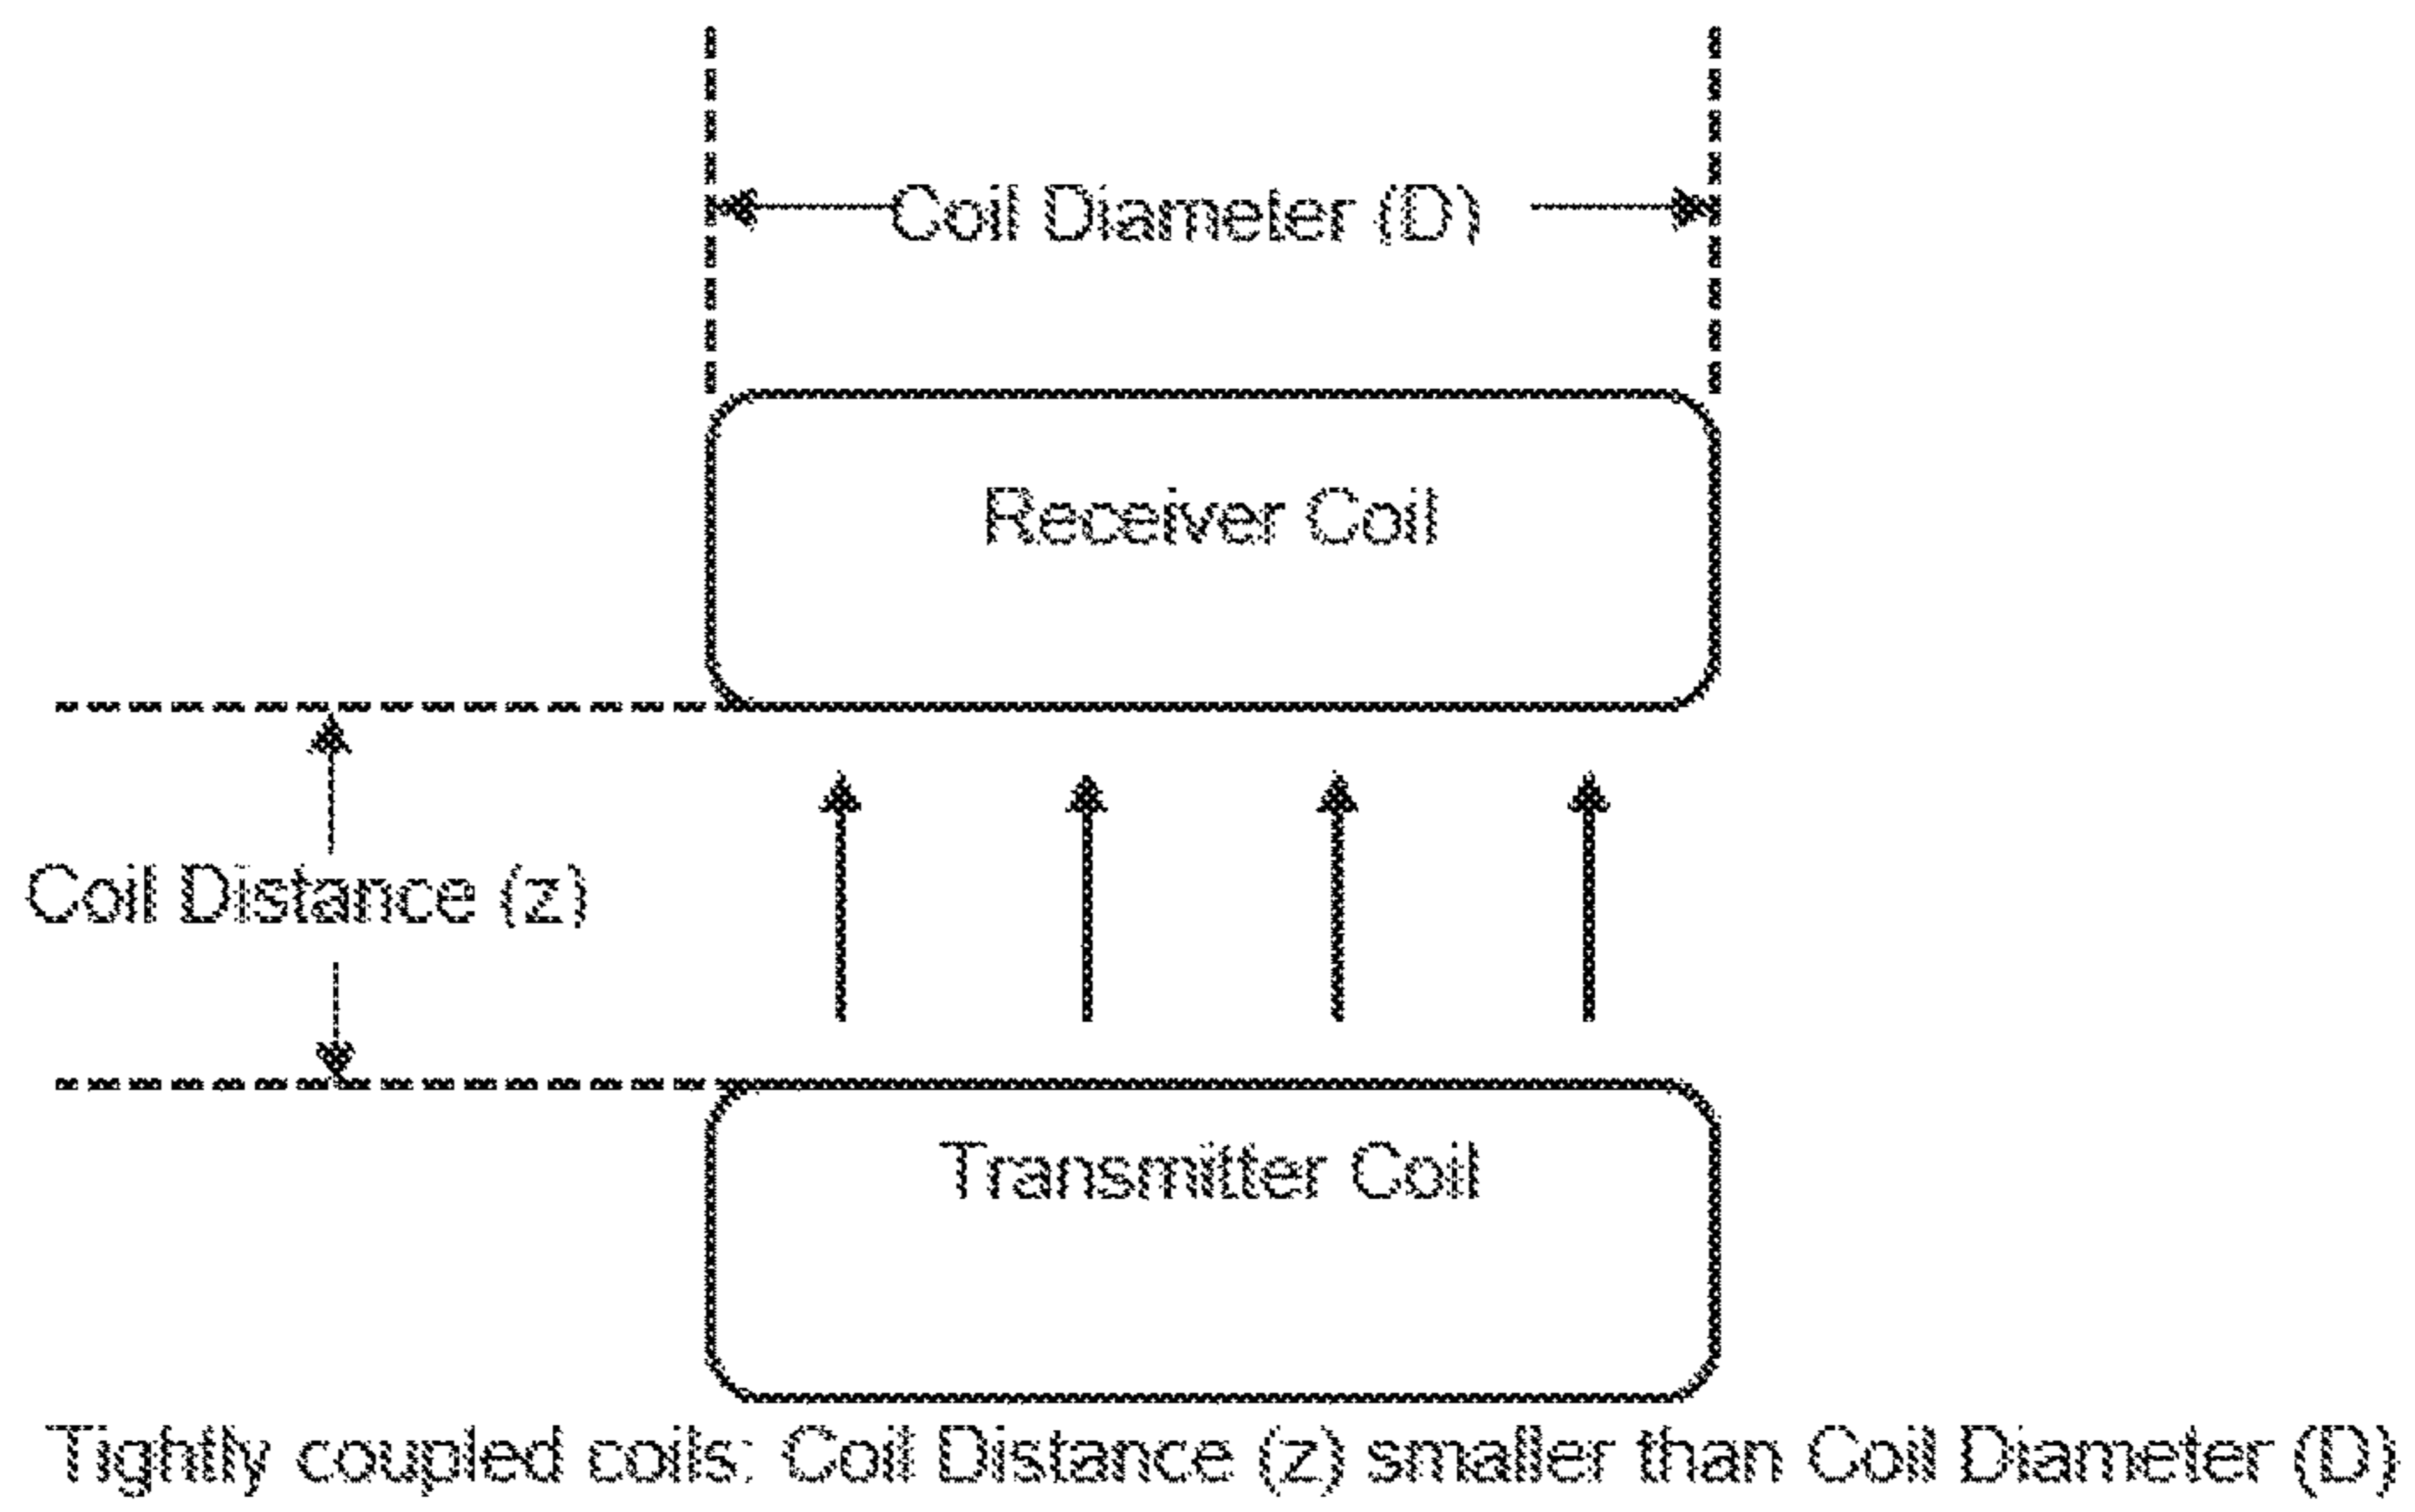 Coil Diameter (D)
Receiver Coil
Coil Distance (z)
Transmitter Coil
Tightly coupled coils: Coil Distance (z) smaller than Coil Diameter (D)